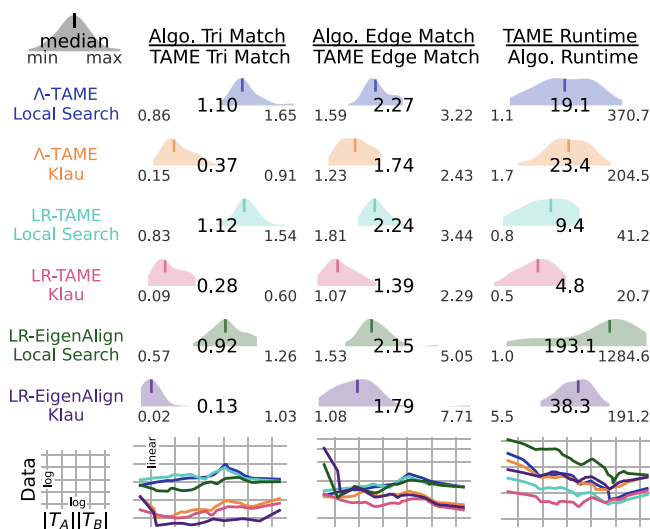 median
min max
Algo. Tri Match
TAME Tri Match
Algo. Edge Match
TAME Edge Match
TAME Runtime
Algo. Runtime
Λ-TAME
Local Search
0.86 1.10 1.65
1.59 2.27 3.22
1.1 19.1 370.7
Λ-TAME
Klau
0.15 0.37 0.91
1.23 1.74 2.43
1.7 23.4 204.5
LR-TAME
Local Search
0.83 1.12 1.54
1.81 2.24 3.44
0.8 9.4 41.2
LR-TAME
Klau
0.09 0.28 0.60
1.07 1.39 2.29
0.5 4.8 20.7
LR-EigenAlign
Local Search
0.57 0.92 1.26
1.53 2.15 5.05
1.0 193.1 1284.6
LR-EigenAlign
Klau
0.02 0.13 1.03
1.08 1.79 7.71
5.5 38.3 191.2
Data
log
log
|T_A||T_B|
linear